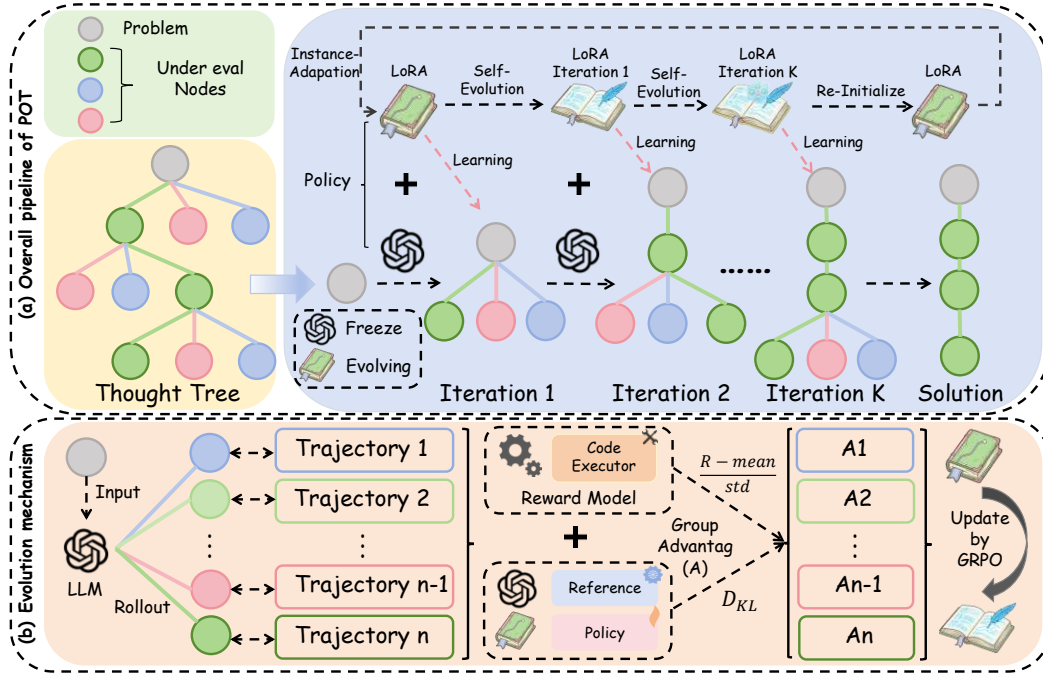 (a) Overall pipeline of POT
Problem
Under eval
Nodes
Thought Tree
Instance-
Adapation
LoRA
Self-
Evolution
LoRA
Iteration 1
Self-
Evolution
LoRA
Iteration K
Re-Initialize
LoRA
Learning
Learning
Learning
Policy
+
+
......
Freeze
Evolving
Iteration 1
Iteration 2
Iteration K
Solution
(b) Evolution mechanism
Input
LLM
Rollout
Trajectory 1
Trajectory 2
⋮
⋮
Trajectory n-1
Trajectory n
Code
Executor
Reward Model
+
Reference
Policy
R − mean
std
Group
Advantag
(A)
D_KL
A1
A2
⋮
An-1
An
Update
by
GRPO